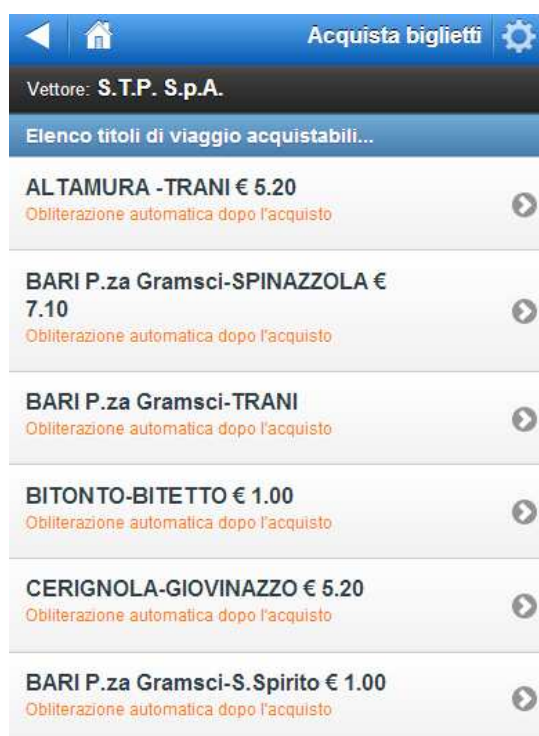 Acquista biglietti
Vettore: S.T.P. S.p.A.
Elenco titoli di viaggio acquistabili...
ALTAMURA -TRANI € 5.20
Obliterazione automatica dopo l'acquisto
BARI P.za Gramsci-SPINAZZOLA €
7.10
Obliterazione automatica dopo l'acquisto
BARI P.za Gramsci-TRANI
Obliterazione automatica dopo l'acquisto
BITONTO-BITETTO € 1.00
Obliterazione automatica dopo l'acquisto
CERIGNOLA-GIOVINAZZO € 5.20
Obliterazione automatica dopo l'acquisto
BARI P.za Gramsci-S.Spirito € 1.00
Obliterazione automatica dopo l'acquisto